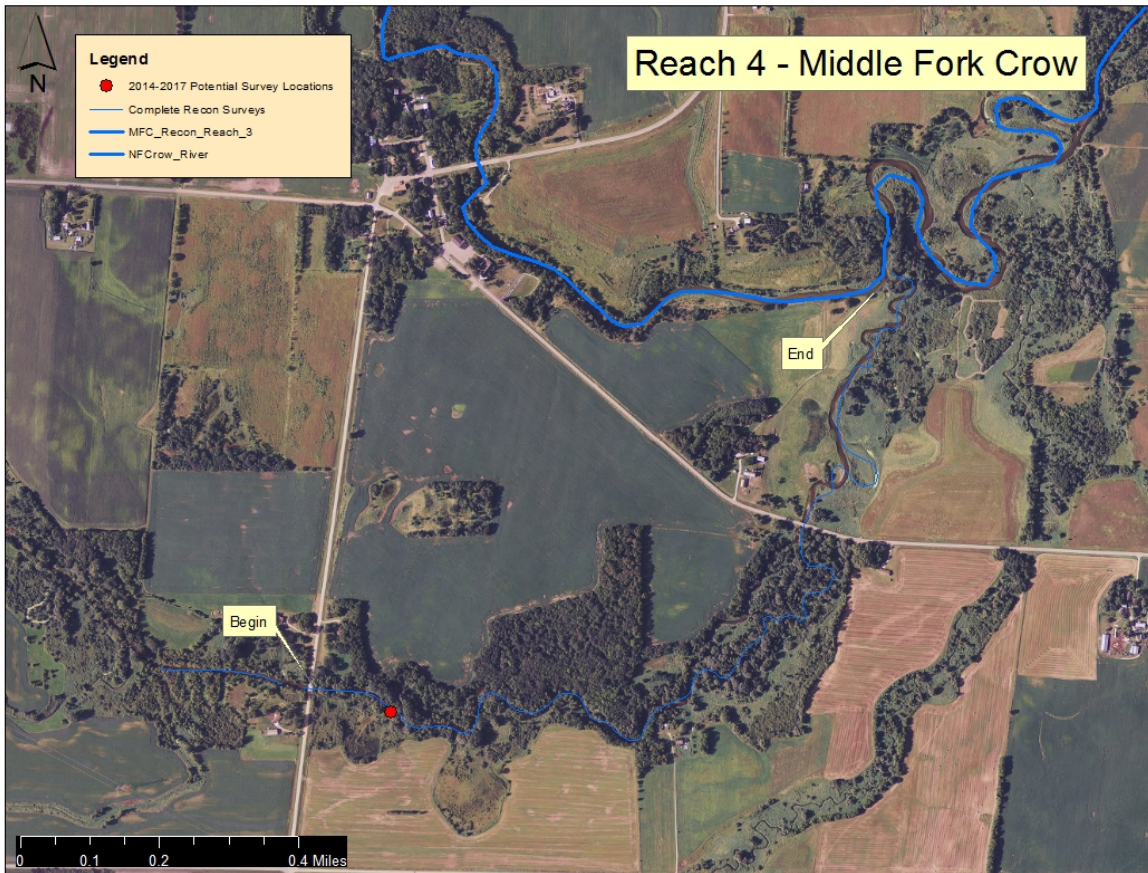 Reach 4 - Middle Fork Crow
N
Legend
2014-2017 Potential Survey Locations
Complete Recon Surveys
MFC_Recon_Reach_3
NFCrow_River
End
Begin
0 0.1 0.2 0.4 Miles